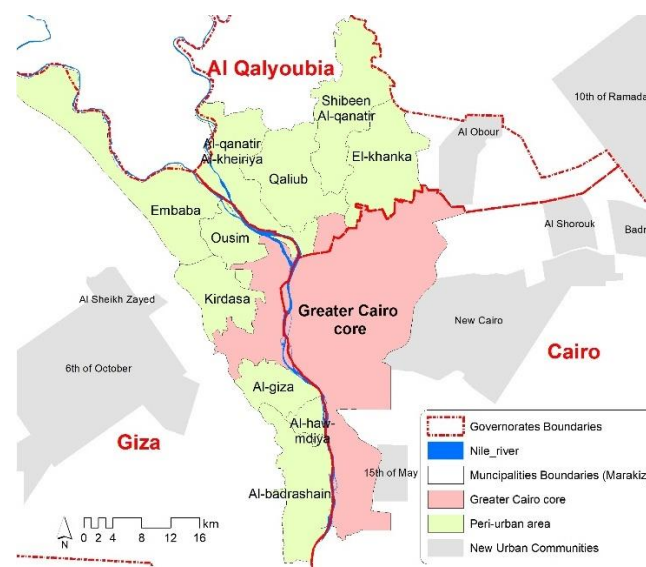 Al Qalyoubia
Shibeen
Al-qanatir
10th of Ramada
Al Obour
Al-qanatir
Al-kheiriya
El-khanka
Qaliub
Embaba
Ousim
Al Shorouk
Badr
Kirdasa
Al Sheikh Zayed
Greater Cairo
core
New Cairo
Cairo
6th of October
Al-giza
Al-haw-
mdiya
Giza
15th of May
Al-badrashain
Governorates Boundaries
Nile_river
Muncipalities Boundaries (Marakiz
Greater Cairo core
Peri-urban area
New Urban Communities
N
0 2 4 8 12 16
km